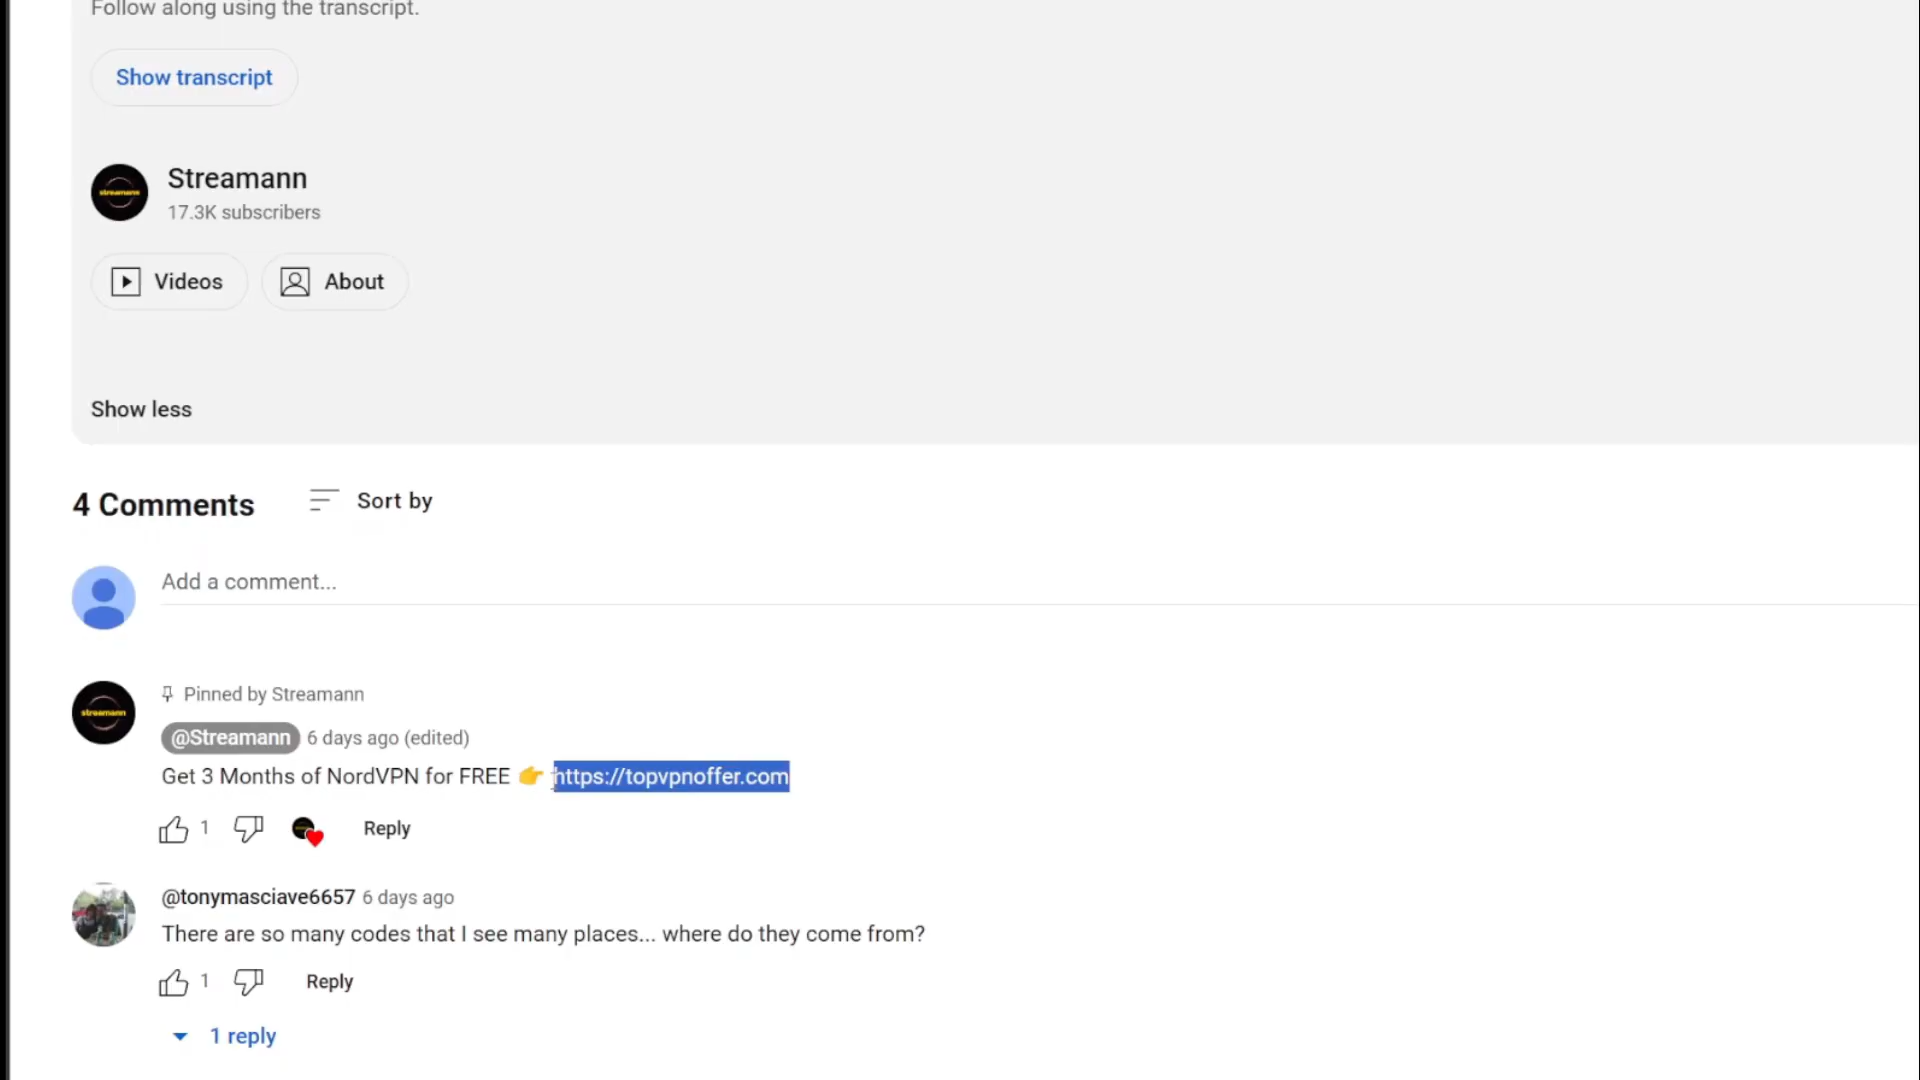 Follow along using the transcript.
Show transcript
streamann
Streamann
17.3K subscribers
Videos
About
Show less
4 Comments
Sort by
Add a comment...
streamann
Pinned by Streamann
@Streamann 6 days ago (edited)
Get 3 Months of NordVPN for FREE 👉 https://topvpnoffer.com
1
Reply
@tonymasciave6657 6 days ago
There are so many codes that I see many places... where do they come from?
1
Reply
1 reply